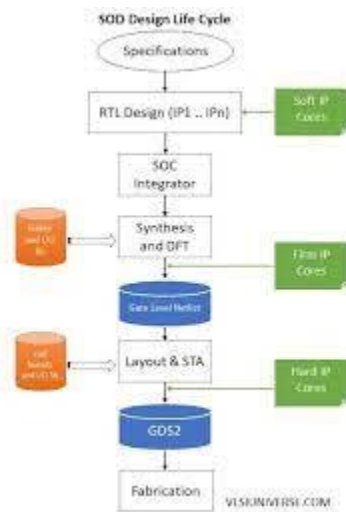 SOD Design Life Cycle
Specifications
RTL Design (IP1 .. IPn)
Soft IP
Cores
SOC
Integrator
Synthesis
and DFT
Firm IP
Cores
Gate Level Netlist
Layout & STA
Hard IP
Cores
GDS2
Fabrication
VLSIUNIVERSE.COM